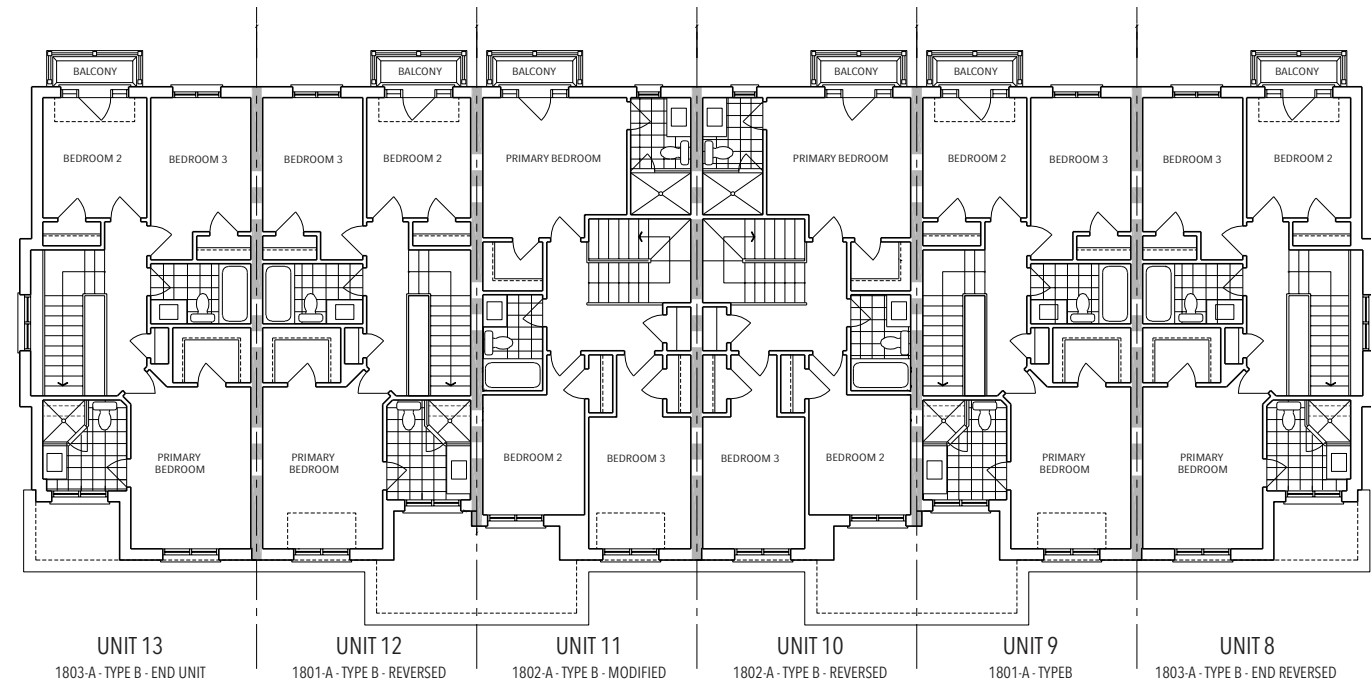 BALCONY
BALCONY
BALCONY
BALCONY
BALCONY
BALCONY
BEDROOM 2
BEDROOM 3
BEDROOM 3
BEDROOM 2
PRIMARY BEDROOM
PRIMARY BEDROOM
BEDROOM 2
BEDROOM 3
BEDROOM 3
BEDROOM 2
PRIMARY
BEDROOM
PRIMARY
BEDROOM
BEDROOM 2
BEDROOM 3
BEDROOM 3
BEDROOM 2
PRIMARY
BEDROOM
PRIMARY
BEDROOM
UNIT 13
1803-A - TYPE B - END UNIT
UNIT 12
1801-A - TYPE B - REVERSED
UNIT 11
1802-A - TYPE B - MODIFIED
UNIT 10
1802-A - TYPE B - REVERSED
UNIT 9
1801-A - TYPEB
UNIT 8
1803-A - TYPE B - END REVERSED